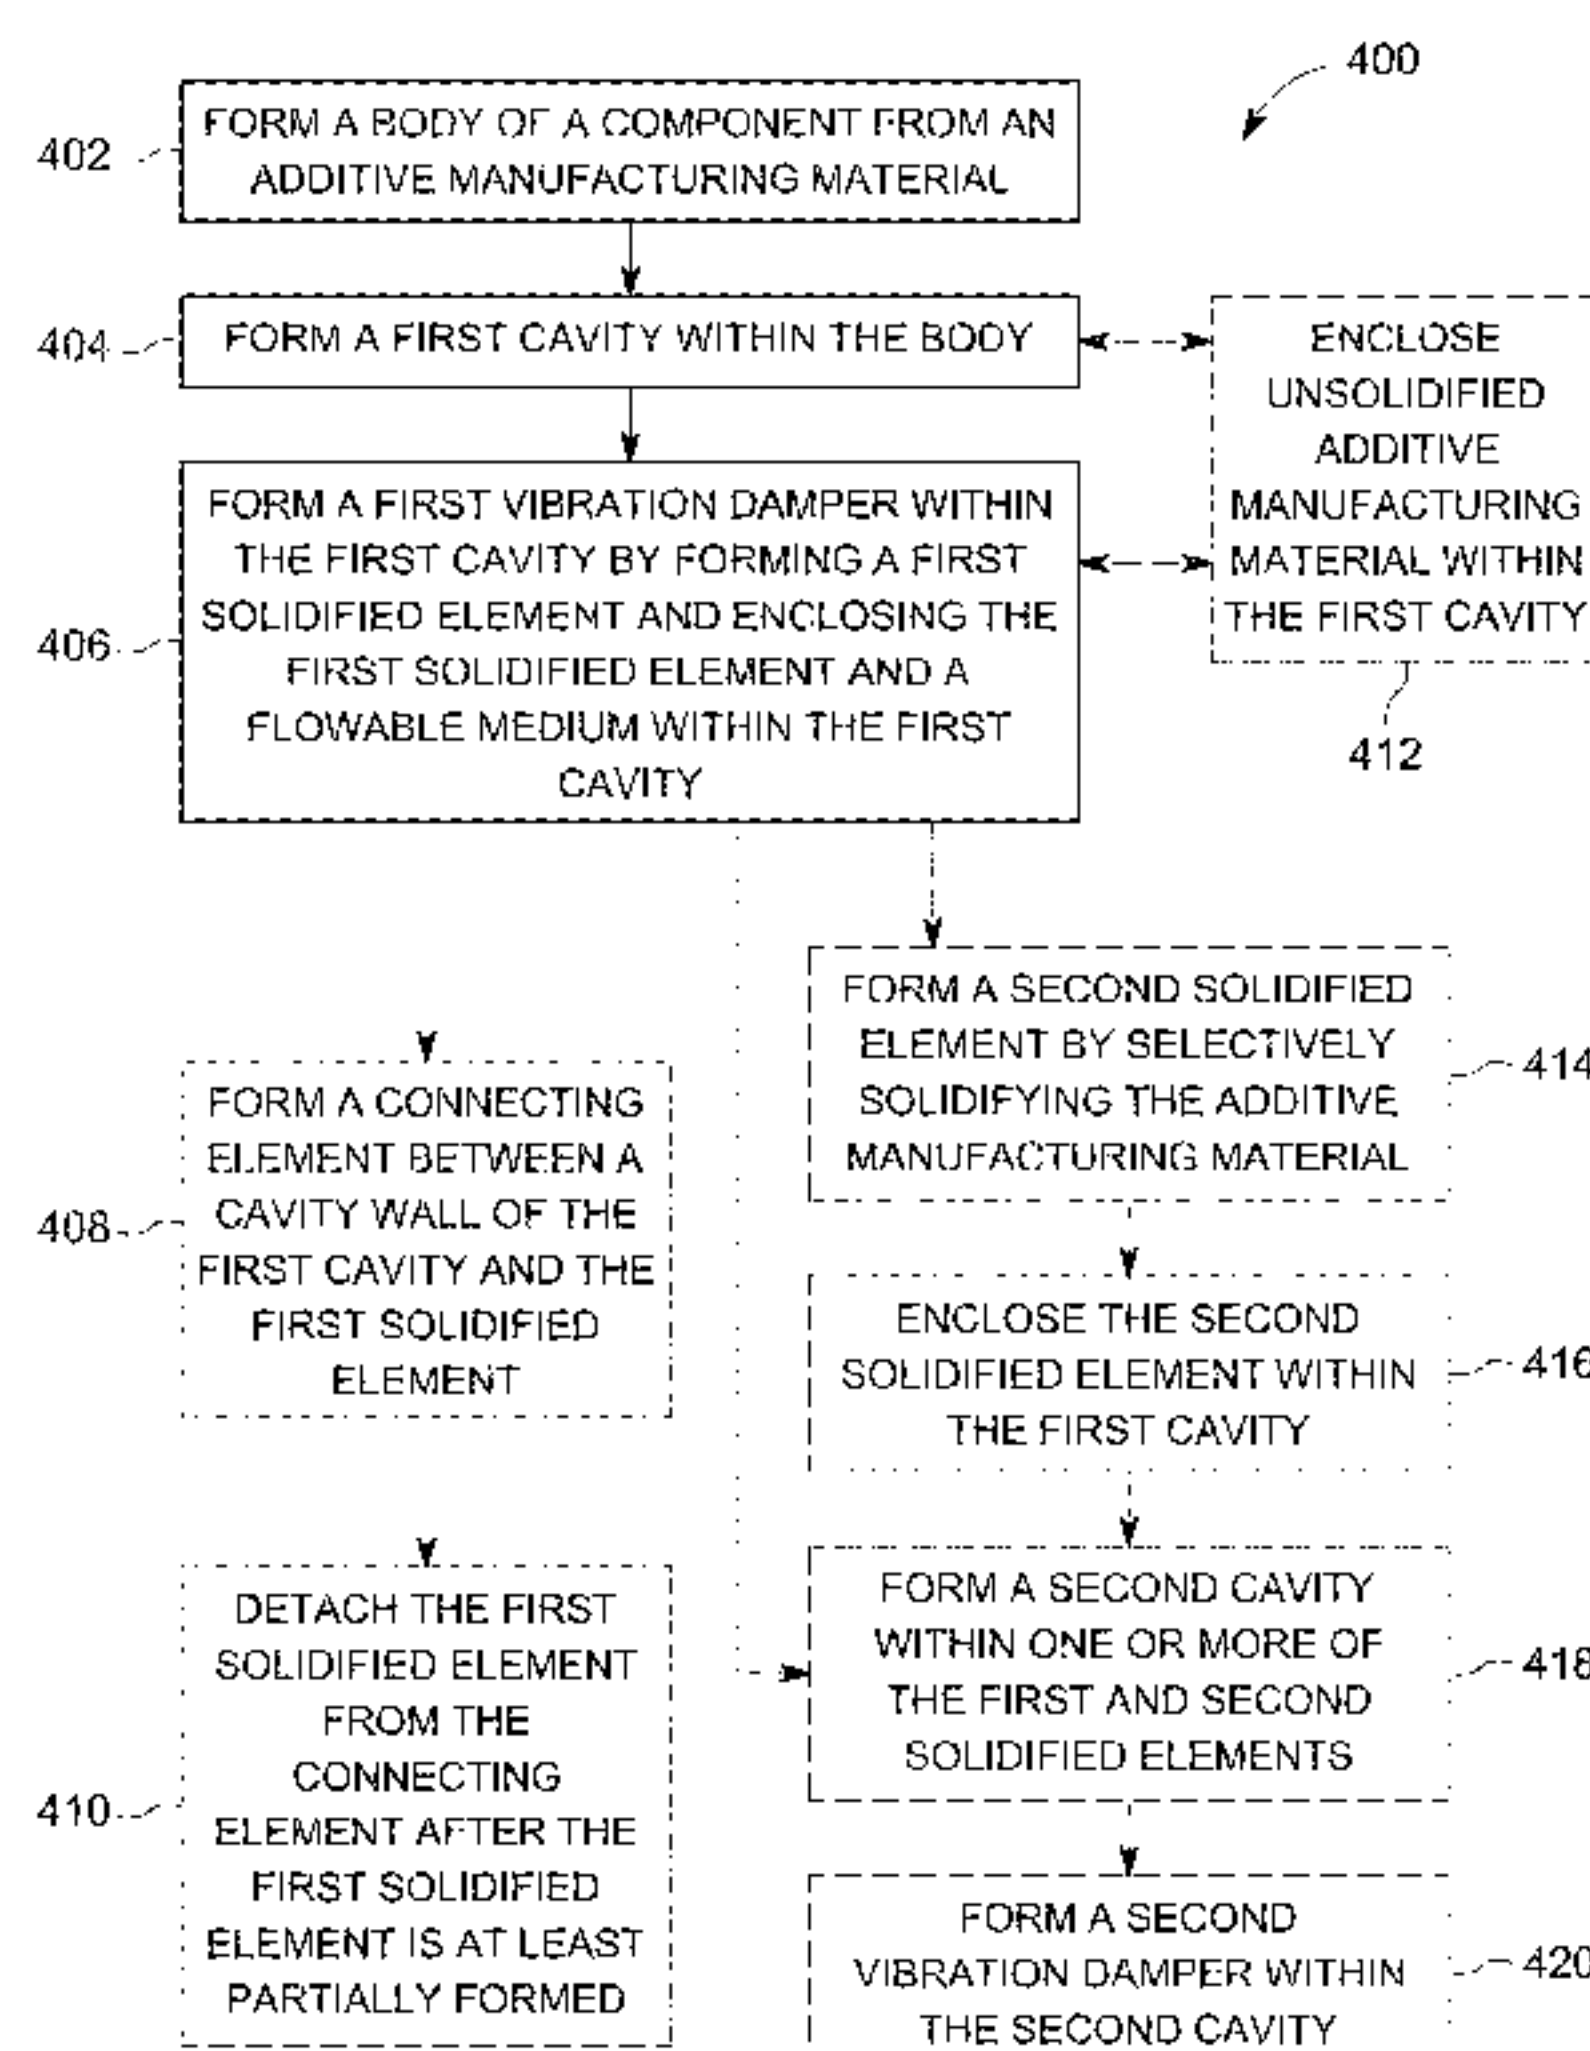 400
402
FORM A BODY OF A COMPONENT FROM AN
ADDITIVE MANUFACTURING MATERIAL
404
FORM A FIRST CAVITY WITHIN THE BODY
ENCLOSE
UNSOLIDIFIED
ADDITIVE
MANUFACTURING
MATERIAL WITHIN
THE FIRST CAVITY
412
406
FORM A FIRST VIBRATION DAMPER WITHIN
THE FIRST CAVITY BY FORMING A FIRST
SOLIDIFIED ELEMENT AND ENCLOSING THE
FIRST SOLIDIFIED ELEMENT AND A
FLOWABLE MEDIUM WITHIN THE FIRST
CAVITY
408
FORM A CONNECTING
ELEMENT BETWEEN A
CAVITY WALL OF THE
FIRST CAVITY AND THE
FIRST SOLIDIFIED
ELEMENT
410
DETACH THE FIRST
SOLIDIFIED ELEMENT
FROM THE
CONNECTING
ELEMENT AFTER THE
FIRST SOLIDIFIED
ELEMENT IS AT LEAST
PARTIALLY FORMED
FORM A SECOND SOLIDIFIED
ELEMENT BY SELECTIVELY
SOLIDIFYING THE ADDITIVE
MANUFACTURING MATERIAL
414
ENCLOSE THE SECOND
SOLIDIFIED ELEMENT WITHIN
THE FIRST CAVITY
416
FORM A SECOND CAVITY
WITHIN ONE OR MORE OF
THE FIRST AND SECOND
SOLIDIFIED ELEMENTS
418
FORM A SECOND
VIBRATION DAMPER WITHIN
THE SECOND CAVITY
420